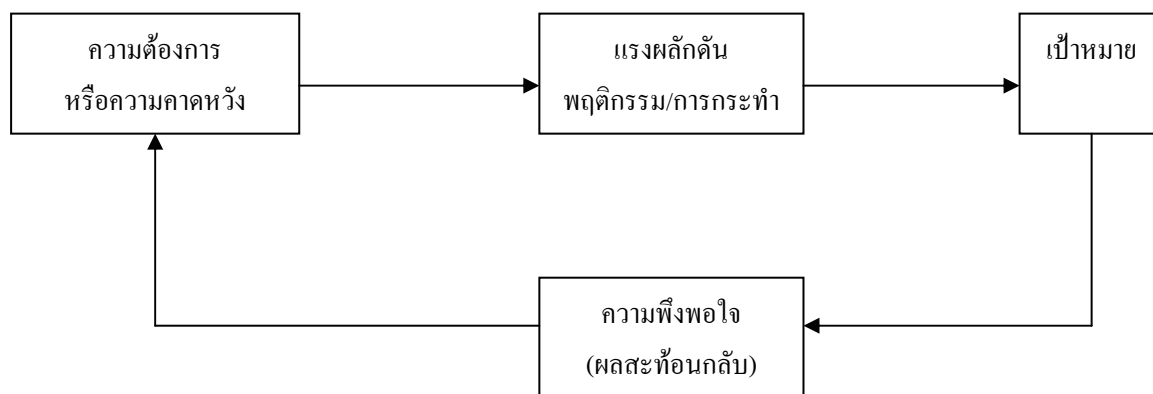 ความต้องการ
หรือความคาดหวัง
แรงผลักดัน
พฤติกรรม/การกระทำ
เป้าหมาย
ความพึงพอใจ
(ผลสะท้อนกลับ)